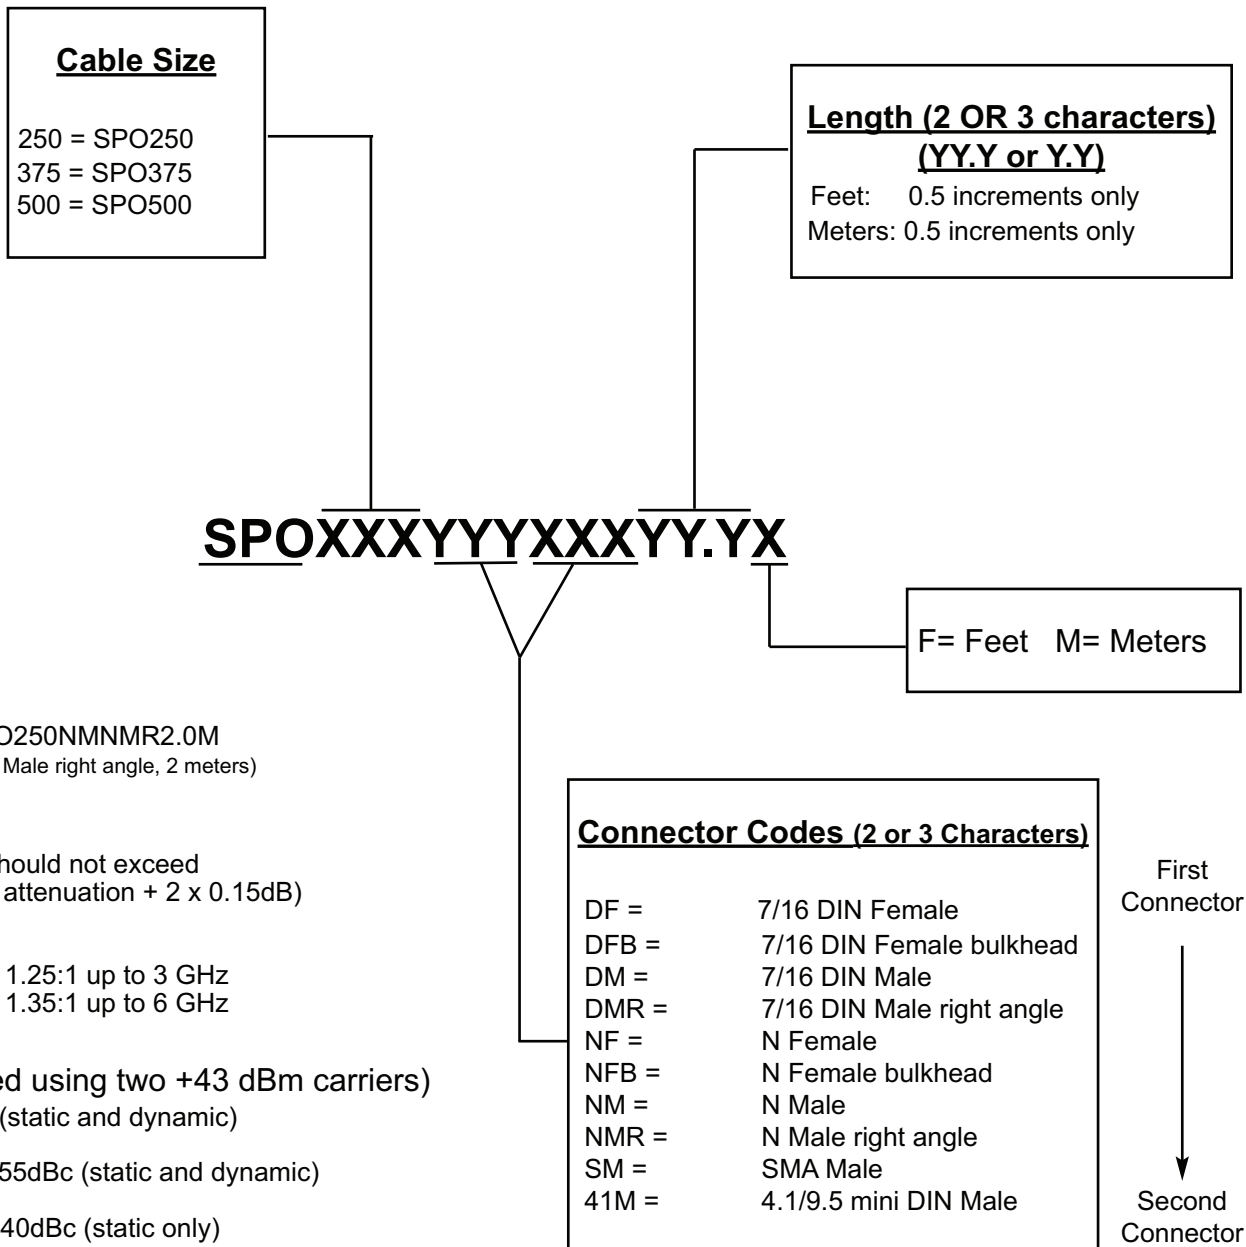 Cable Size
250 = SPO250
375 = SPO375
500 = SPO500
Length (2 OR 3 characters)
(YY.Y or Y.Y)
Feet: 0.5 increments only
Meters: 0.5 increments only
SPOXXXYYYXXXYY.YX
F= Feet M= Meters
O250NMNMR2.0M
Male right angle, 2 meters)
hould not exceed
attenuation + 2 x 0.15dB)
1.25:1 up to 3 GHz
1.35:1 up to 6 GHz
ed using two +43 dBm carriers)
(static and dynamic)
55dBc (static and dynamic)
40dBc (static only)
Connector Codes (2 or 3 Characters)
DF = 7/16 DIN Female
DFB = 7/16 DIN Female bulkhead
DM = 7/16 DIN Male
DMR = 7/16 DIN Male right angle
NF = N Female
NFB = N Female bulkhead
NM = N Male
NMR = N Male right angle
SM = SMA Male
41M = 4.1/9.5 mini DIN Male
First
Connector
Second
Connector